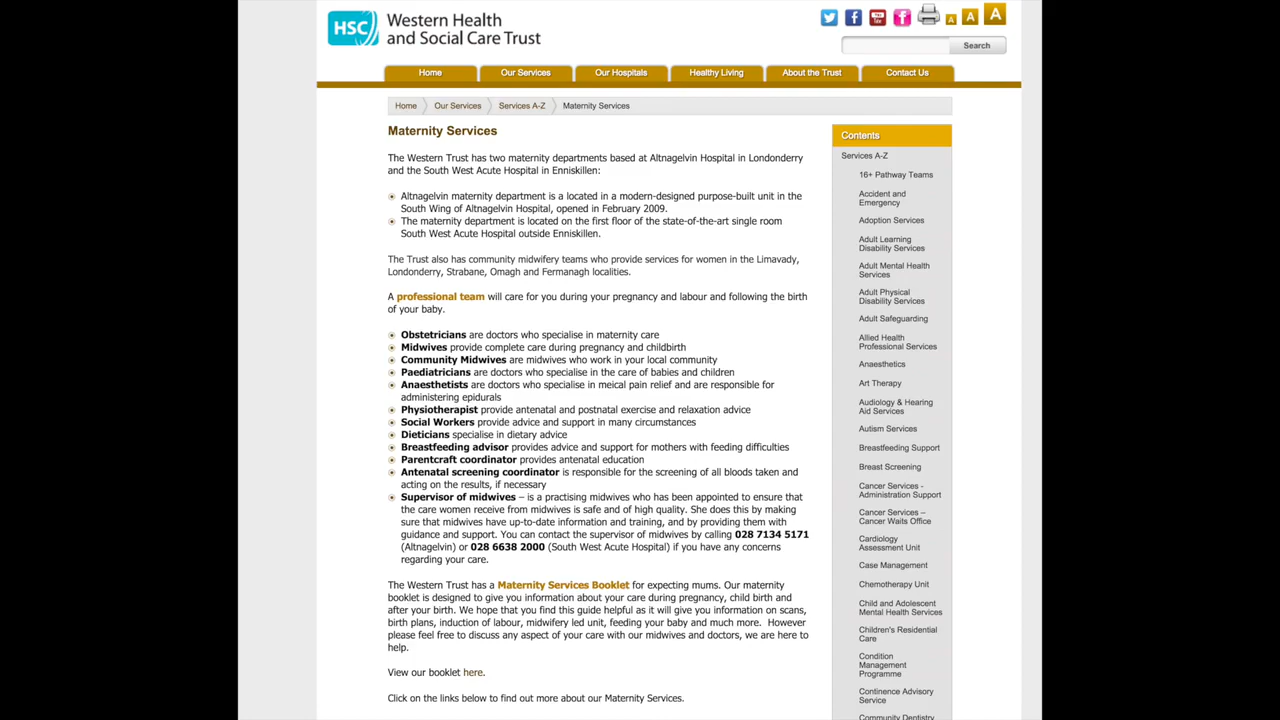 HSC
Western Health
and Social Care Trust
A A A
Search
Home Our Services Our Hospitals Healthy Living About the Trust Contact Us
Home Our Services Services A-Z Maternity Services
Maternity Services
The Western Trust has two maternity departments based at Altnagelvin Hospital in Londonderry
and the South West Acute Hospital in Enniskillen:
Altnagelvin maternity department is a located in a modern-designed purpose-built unit in the
South Wing of Altnagelvin Hospital, opened in February 2009.
The maternity department is located on the first floor of the state-of-the-art single room
South West Acute Hospital outside Enniskillen.
The Trust also has community midwifery teams who provide services for women in the Limavady,
Londonderry, Strabane, Omagh and Fermanagh localities.
A professional team will care for you during your pregnancy and labour and following the birth
of your baby.
Obstetricians are doctors who specialise in maternity care
Midwives provide complete care during pregnancy and childbirth
Community Midwives are midwives who work in your local community
Paediatricians are doctors who specialise in the care of babies and children
Anaesthetists are doctors who specialise in meical pain relief and are responsible for
administering epidurals
Physiotherapist provide antenatal and postnatal exercise and relaxation advice
Social Workers provide advice and support in many circumstances
Dieticians specialise in dietary advice
Breastfeeding advisor provides advice and support for mothers with feeding difficulties
Parentcraft coordinator provides antenatal education
Antenatal screening coordinator is responsible for the screening of all bloods taken and
acting on the results, if necessary
Supervisor of midwives – is a practising midwives who has been appointed to ensure that
the care women receive from midwives is safe and of high quality. She does this by making
sure that midwives have up-to-date information and training, and by providing them with
guidance and support. You can contact the supervisor of midwives by calling 028 7134 5171
(Altnagelvin) or 028 6638 2000 (South West Acute Hospital) if you have any concerns
regarding your care.
The Western Trust has a Maternity Services Booklet for expecting mums. Our maternity
booklet is designed to give you information about your care during pregnancy, child birth and
after your birth. We hope that you find this guide helpful as it will give you information on scans,
birth plans, induction of labour, midwifery led unit, feeding your baby and much more. However
please feel free to discuss any aspect of your care with our midwives and doctors, we are here to
help.
View our booklet here.
Click on the links below to find out more about our Maternity Services.
Contents
Services A-Z
16+ Pathway Teams
Accident and
Emergency
Adoption Services
Adult Learning
Disability Services
Adult Mental Health
Services
Adult Physical
Disability Services
Adult Safeguarding
Allied Health
Professional Services
Anaesthetics
Art Therapy
Audiology & Hearing
Aid Services
Autism Services
Breastfeeding Support
Breast Screening
Cancer Services -
Administration Support
Cancer Services –
Cancer Waits Office
Cardiology
Assessment Unit
Case Management
Chemotherapy Unit
Child and Adolescent
Mental Health Services
Children's Residential
Care
Condition
Management
Programme
Continence Advisory
Service
Community Dentistry